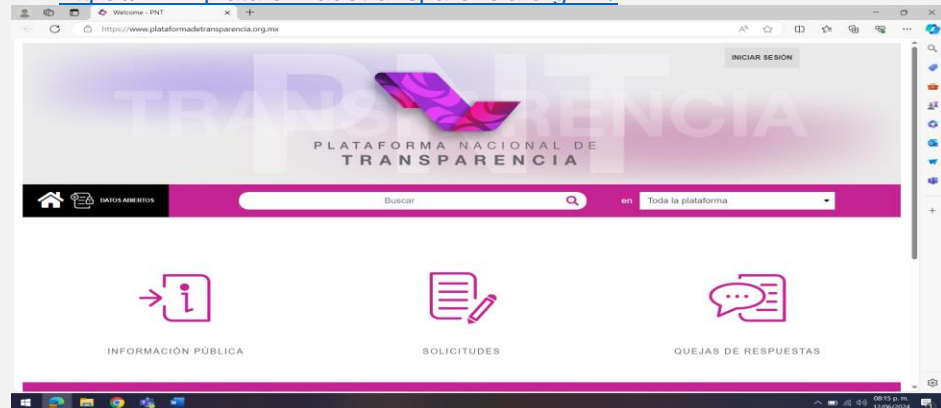 Welcome - PNT
https://www.plataformadetransparencia.org.mx
INICIAR SESIÓN
PNT
TRANSPARENCIA
PLATAFORMA NACIONAL DE
TRANSPARENCIA
DATOS ABIERTOS
Buscar
en
Toda la plataforma
INFORMACIÓN PÚBLICA
SOLICITUDES
QUEJAS DE RESPUESTAS
08:15 p. m.
12/06/2024